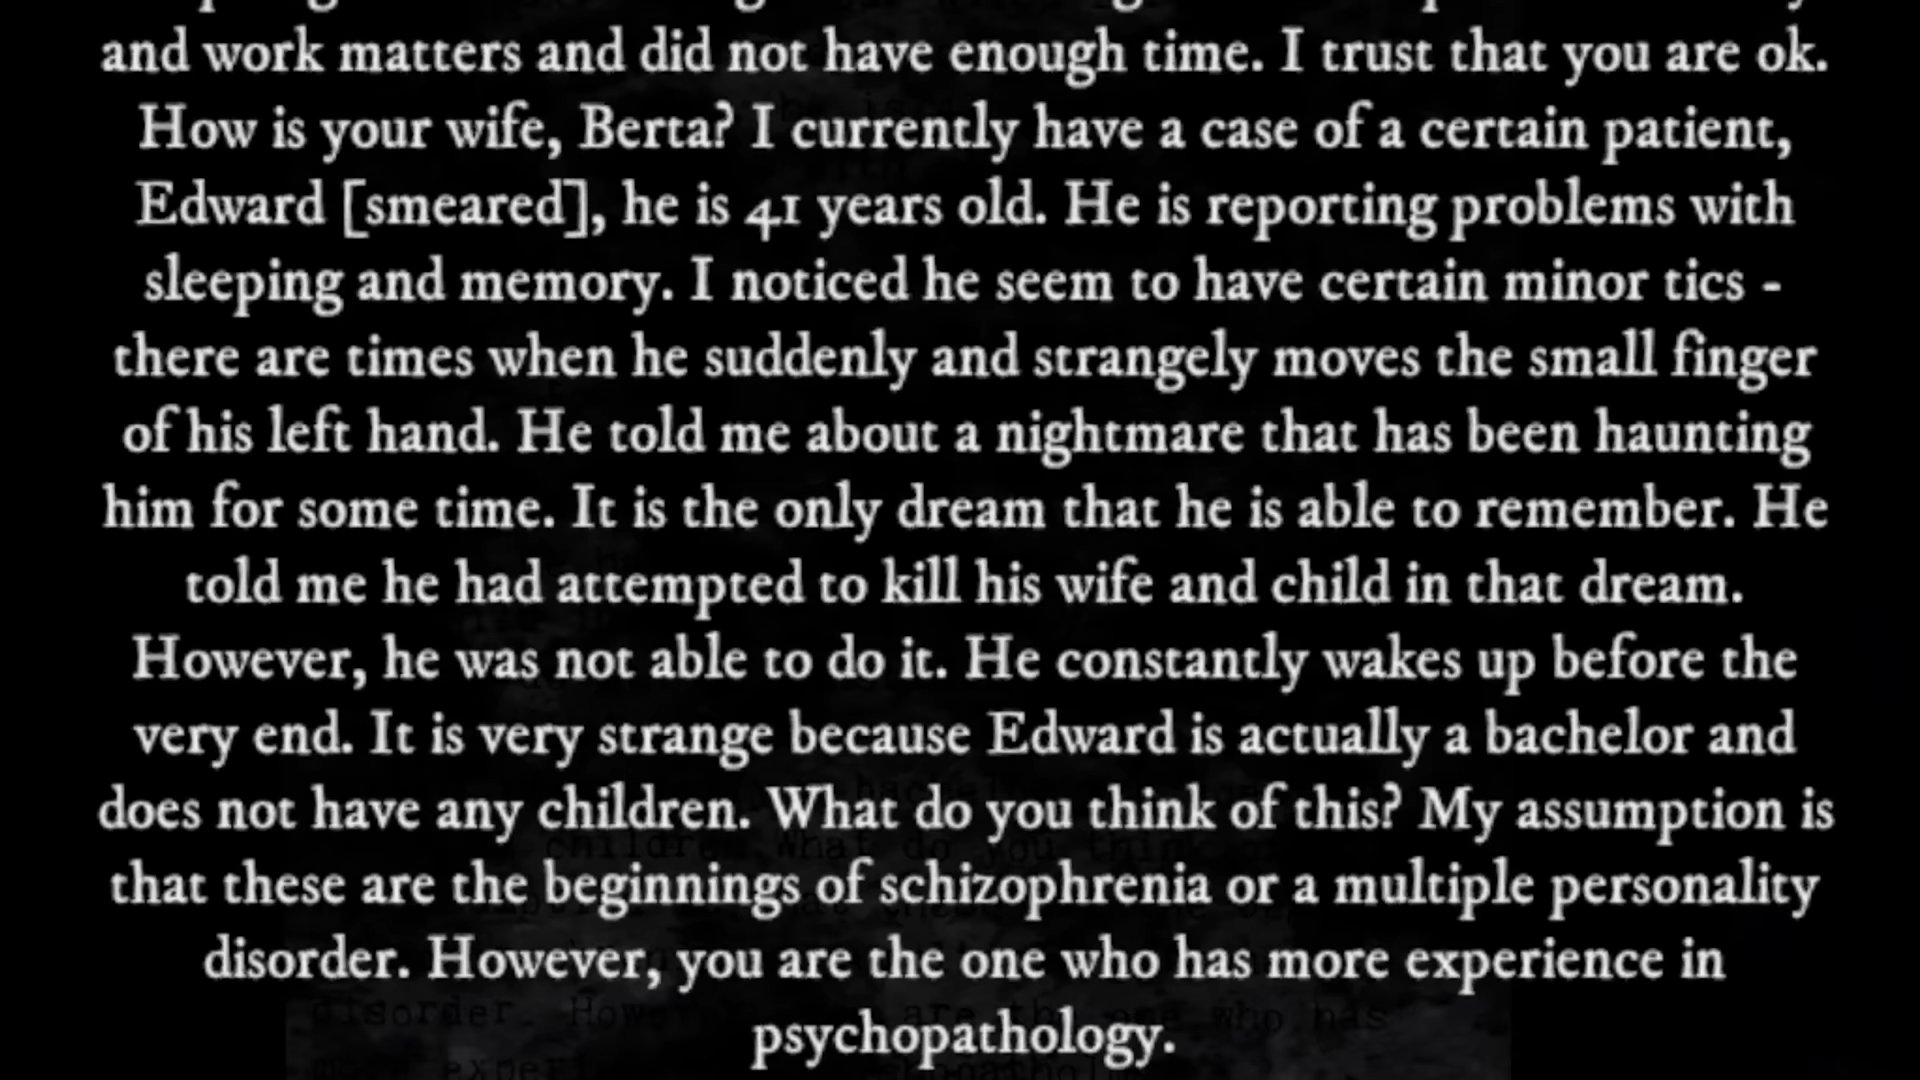 and work matters and did not have enough time. I trust that you are ok.
How is your wife, Berta? I currently have a case of a certain patient,
Edward [smeared], he is 41 years old. He is reporting problems with
sleeping and memory. I noticed he seem to have certain minor tics -
there are times when he suddenly and strangely moves the small finger
of his left hand. He told me about a nightmare that has been haunting
him for some time. It is the only dream that he is able to remember. He
told me he had attempted to kill his wife and child in that dream.
However, he was not able to do it. He constantly wakes up before the
very end. It is very strange because Edward is actually a bachelor and
does not have any children. What do you think of this? My assumption is
that these are the beginnings of schizophrenia or a multiple personality
disorder. However, you are the one who has more experience in
psychopathology.